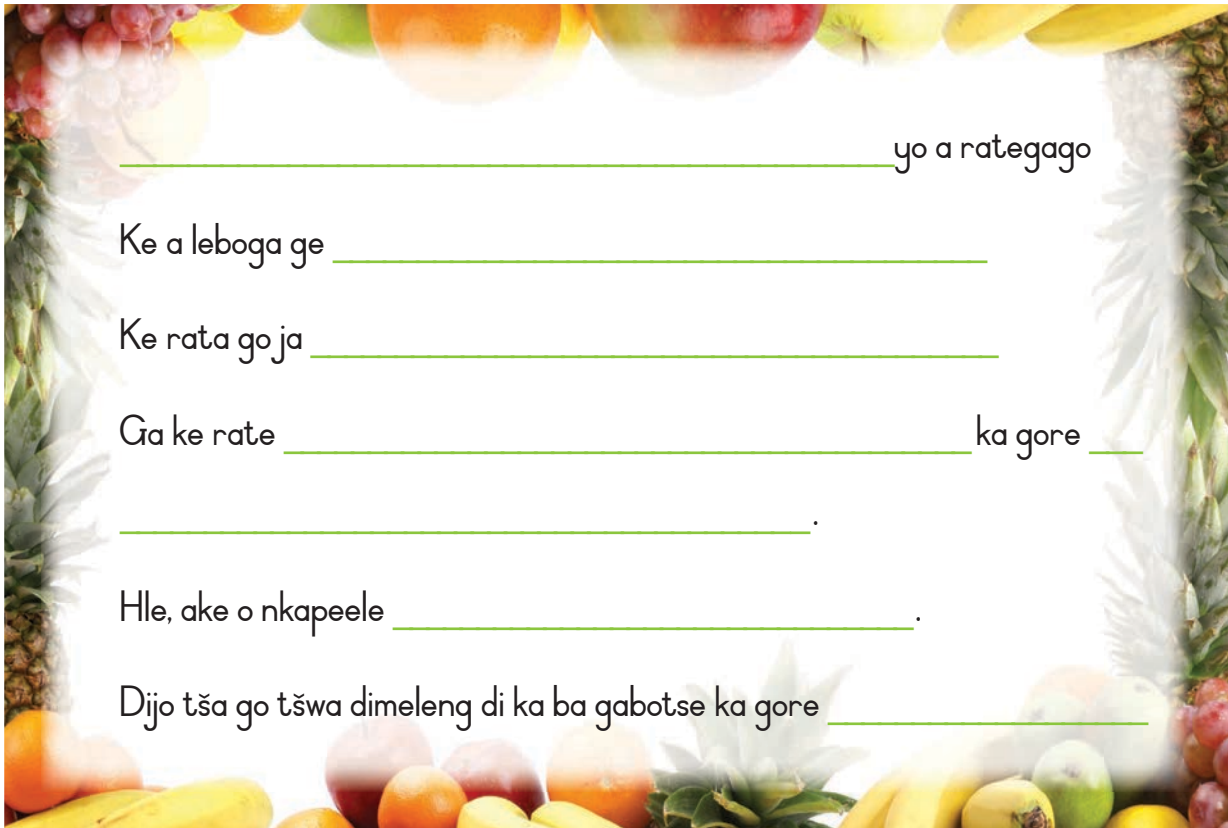 yo a rategago
Ke a leboga ge
Ke rata go ja
Ga ke rate ka gore
.
Hle, ake o nkapeele .
Dijo tša go tšwa dimeleng di ka ba gabotse ka gore